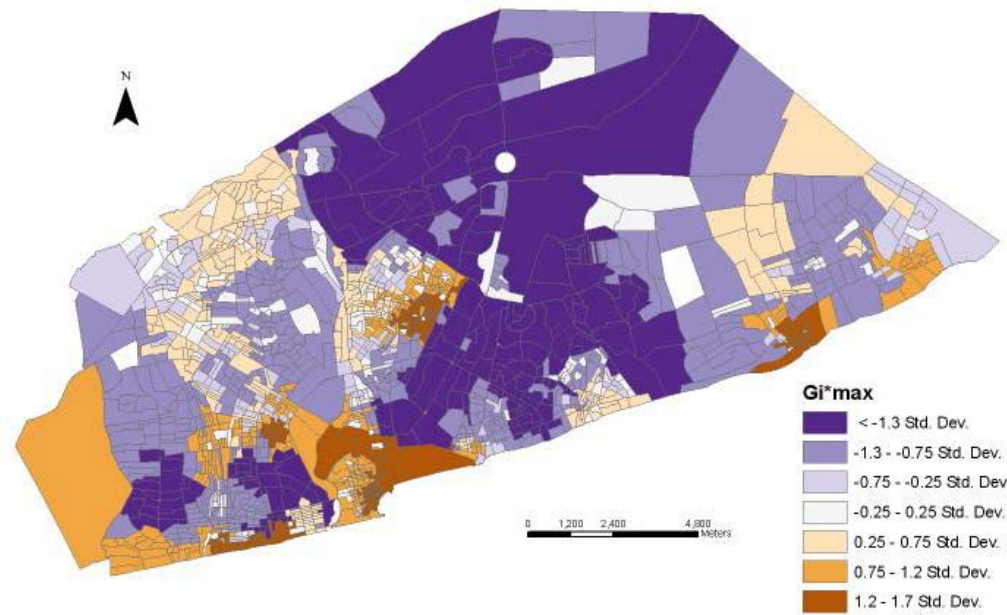 N
Gi*max
< -1.3 Std. Dev.
-1.3 - -0.75 Std. Dev.
-0.75 - -0.25 Std. Dev
-0.25 - 0.25 Std. Dev.
0.25 - 0.75 Std. Dev.
0.75 - 1.2 Std. Dev.
1.2 - 1.7 Std. Dev.
0 1,200 2,400 4,800
Meters